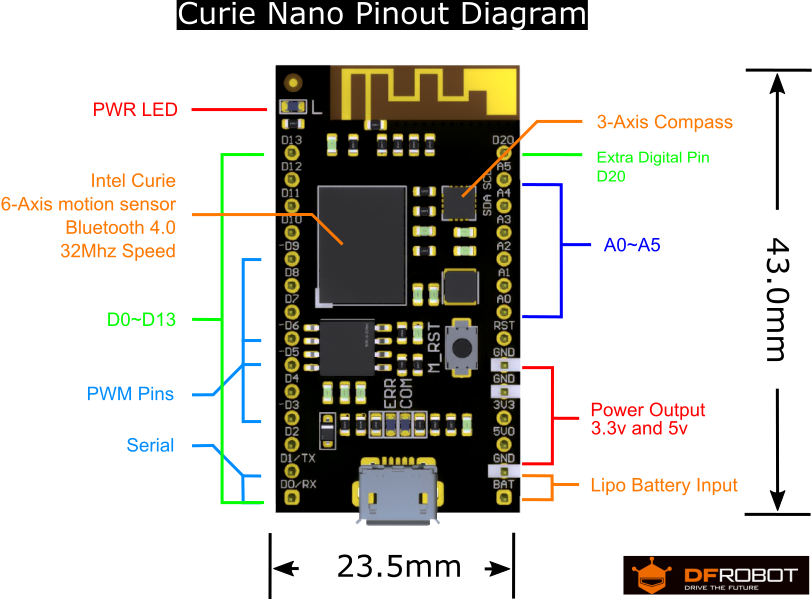 Curie Nano Pinout Diagram
PWR LED
L
3-Axis Compass
Extra Digital Pin
D20
Intel Curie
6-Axis motion sensor
Bluetooth 4.0
32Mhz Speed
A0~A5
D0~D13
PWM Pins
Serial
Power Output
3.3v and 5v
Lipo Battery Input
D13
D12
D11
D10
~D9
D8
D7
~D6
~D5
D4
~D3
D2
D1/TX
D0/RX
D20
A5
A4
A3
A2
A1
A0
RST
GND
GND
3V3
5V0
GND
BAT
SDA SCL
M_RST
ERR
COM
43.0mm
23.5mm
DFROBOT
DRIVE THE FUTURE